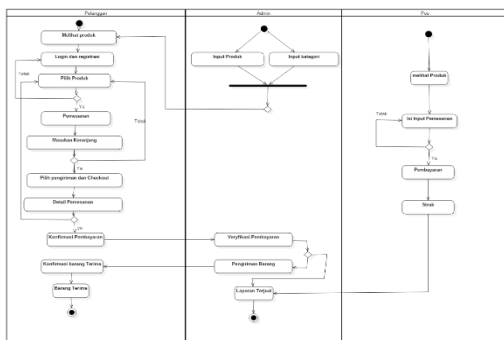 Pelanggan
Admin
Pos
Melihat produk
Login dan registrasi
Tidak
Pilih Produk
Ya
Pemesanan
Tidak
Masukan Keranjang
Ya
Pilih pengiriman dan Checkout
Detail Pemesanan
ya
Konfirmasi Pembayaran
Konfirmasi barang Terima
Barang Terima
Input Produk
Input kategori
Veryfikasi Pembayaran
Pengiriman Barang
Laporan Terjual
melihat Produk
Tidak
Isi Input Pemesanan
Ya
Pembayaran
Struk